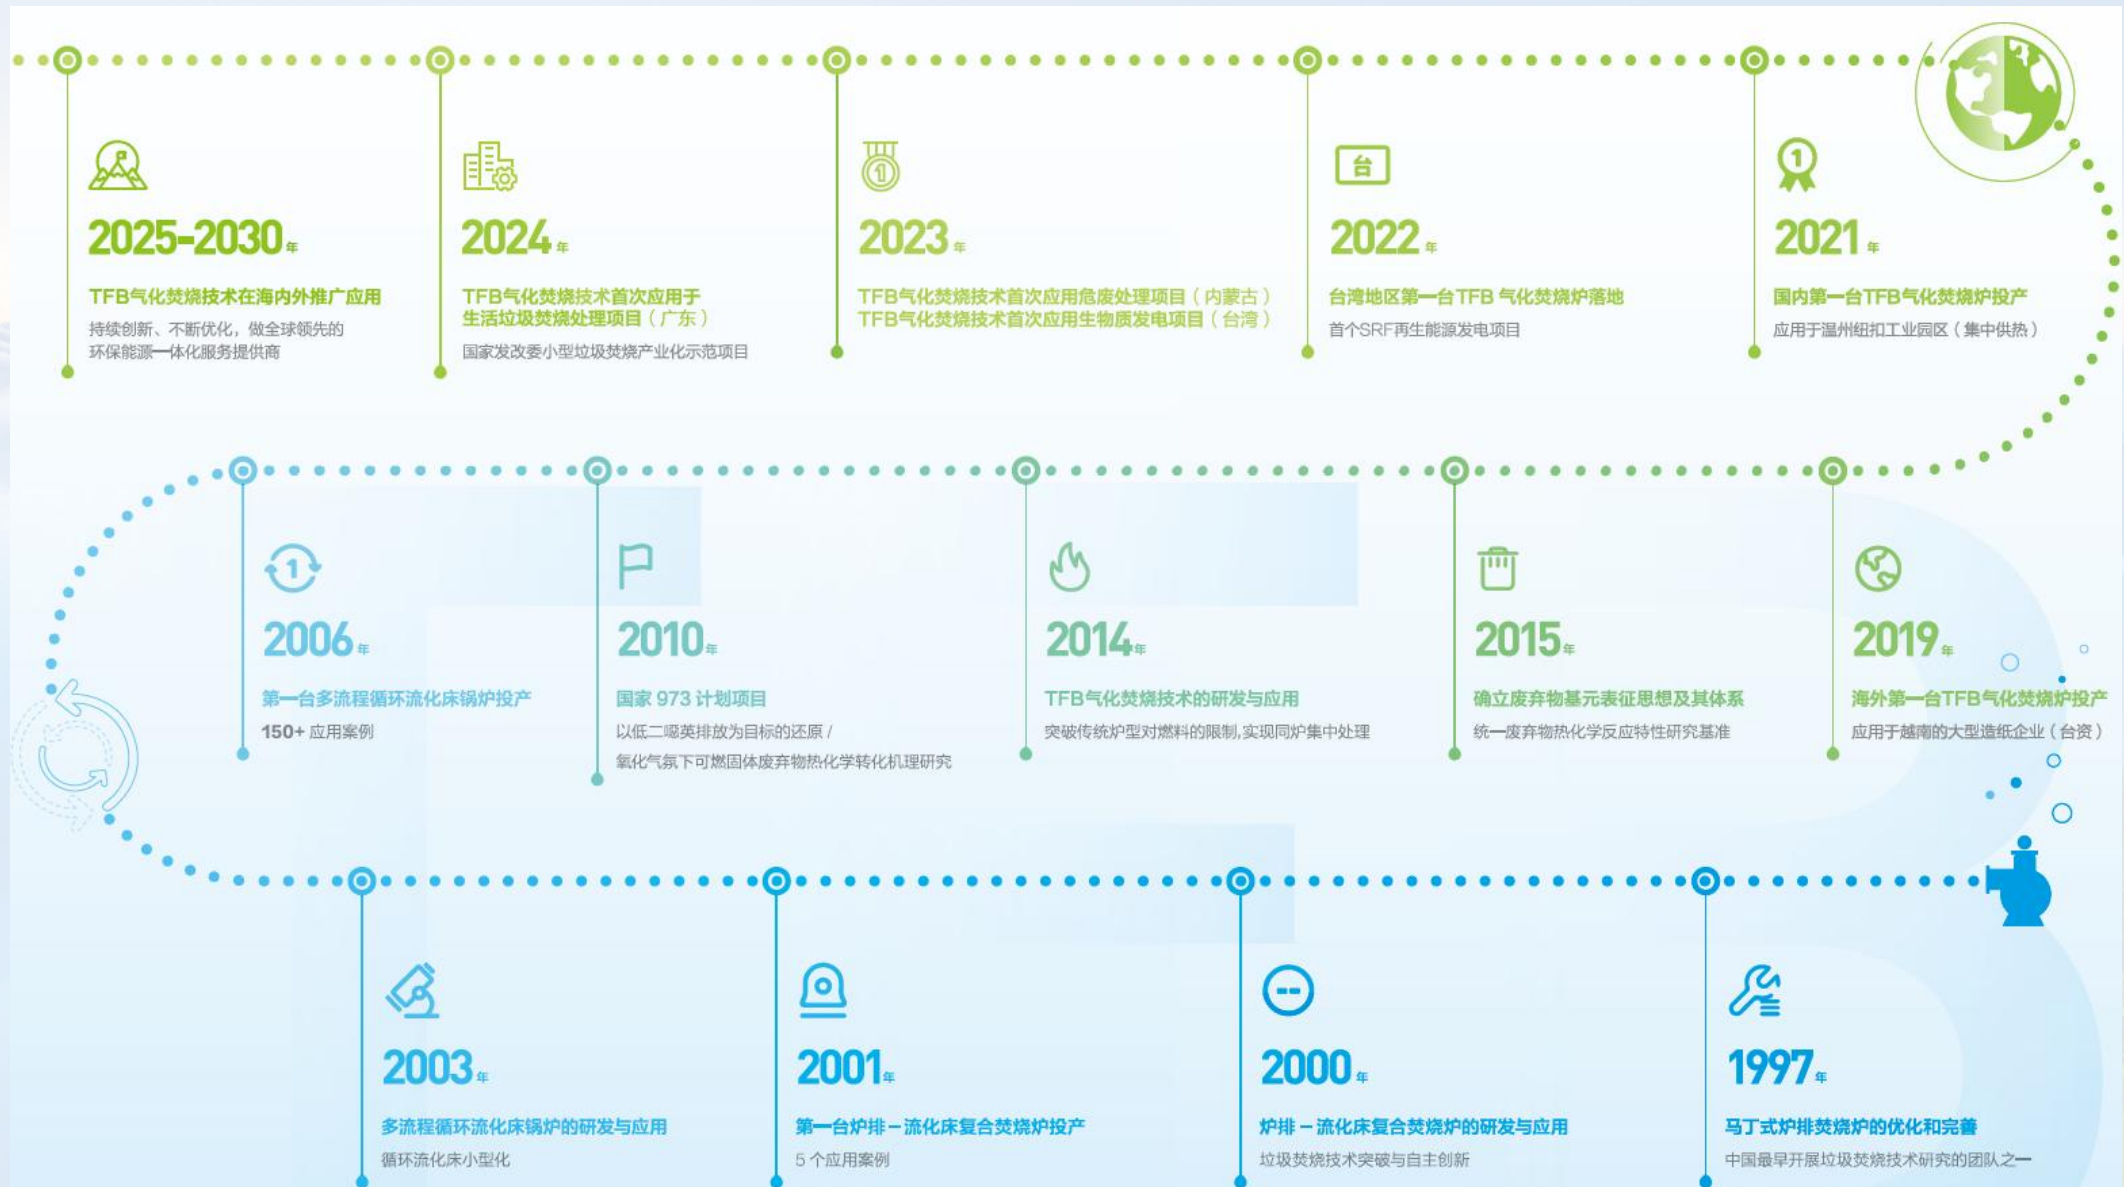 2025-2030年
TFB气化焚烧技术在海内外推广应用
持续创新、不断优化，做全球领先的
环保能源一体化服务提供商
2024年
TFB气化焚烧技术首次应用于
生活垃圾焚烧处理项目（广东）
国家发改委小型垃圾焚烧产业化示范项目
1
2023年
TFB气化焚烧技术首次应用危废处理项目（内蒙古）
TFB气化焚烧技术首次应用生物质发电项目（台湾）
台
2022年
台湾地区第一台TFB 气化焚烧炉落地
首个SRF再生能源发电项目
1
2021年
国内第一台TFB气化焚烧炉投产
应用于温州纽扣工业园区（集中供热）
1
2006年
第一台多流程循环流化床锅炉投产
150+ 应用案例
2010年
国家 973 计划项目
以低二噁英排放为目标的还原 /
氧化气氛下可燃固体废弃物热化学转化机理研究
2014年
TFB气化焚烧技术的研发与应用
突破传统炉型对燃料的限制,实现同炉集中处理
2015年
确立废弃物基元表征思想及其体系
统一废弃物热化学反应特性研究基准
2019年
海外第一台TFB气化焚烧炉投产
应用于越南的大型造纸企业（台资）
2003年
多流程循环流化床锅炉的研发与应用
循环流化床小型化
2001年
第一台炉排－流化床复合焚烧炉投产
5 个应用案例
2000年
炉排－流化床复合焚烧炉的研发与应用
垃圾焚烧技术突破与自主创新
1997年
马丁式炉排焚烧炉的优化和完善
中国最早开展垃圾焚烧技术研究的团队之一